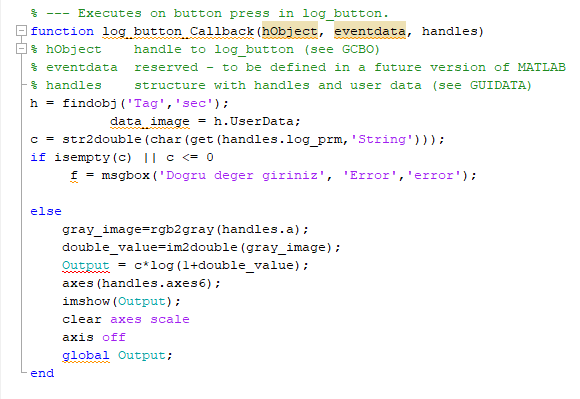 % --- Executes on button press in log_button.
function log_button_Callback(hObject, eventdata, handles)
% hObject    handle to log_button (see GCBO)
% eventdata  reserved - to be defined in a future version of MATLAB
% handles    structure with handles and user data (see GUIDATA)
h = findobj('Tag','sec');
          data_image = h.UserData;
c = str2double(char(get(handles.log_prm,'String')));
if isempty(c) || c <= 0
     f = msgbox('Dogru deger giriniz', 'Error','error');
else
    gray_image=rgb2gray(handles.a);
    double_value=im2double(gray_image);
    Output = c*log(1+double_value);
    axes(handles.axes6);
    imshow(Output);
    clear axes scale
    axis off
    global Output;
end